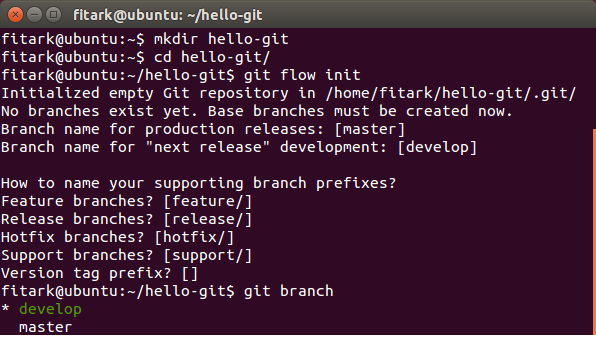 fitark@ubuntu: ~/hello-git
fitark@ubuntu:~$ mkdir hello-git
fitark@ubuntu:~$ cd hello-git/
fitark@ubuntu:~/hello-git$ git flow init
Initialized empty Git repository in /home/fitark/hello-git/.git/
No branches exist yet. Base branches must be created now.
Branch name for production releases: [master]
Branch name for "next release" development: [develop]

How to name your supporting branch prefixes?
Feature branches? [feature/]
Release branches? [release/]
Hotfix branches? [hotfix/]
Support branches? [support/]
Version tag prefix? []
fitark@ubuntu:~/hello-git$ git branch
* develop
  master